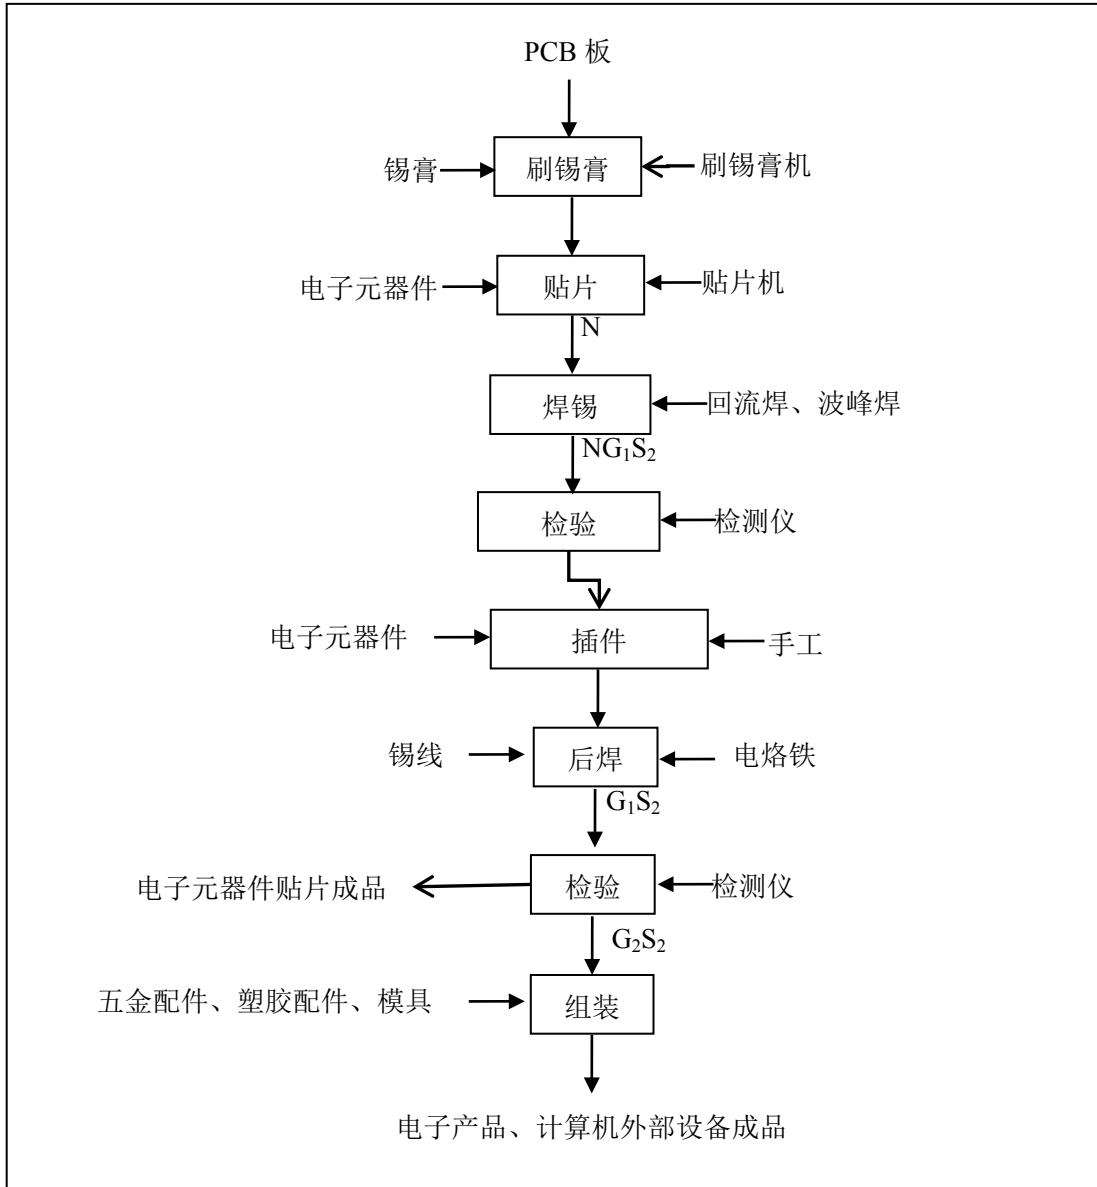 PCB 板
锡膏 刷锡膏 刷锡膏机
电子元器件 贴片 贴片机
N
焊锡 回流焊、波峰焊
NG₁S₂
检验 检测仪
电子元器件 插件 手工
锡线 后焊 电烙铁
G₁S₂
电子元器件贴片成品 检验 检测仪
G₂S₂
五金配件、塑胶配件、模具 组装
电子产品、计算机外部设备成品